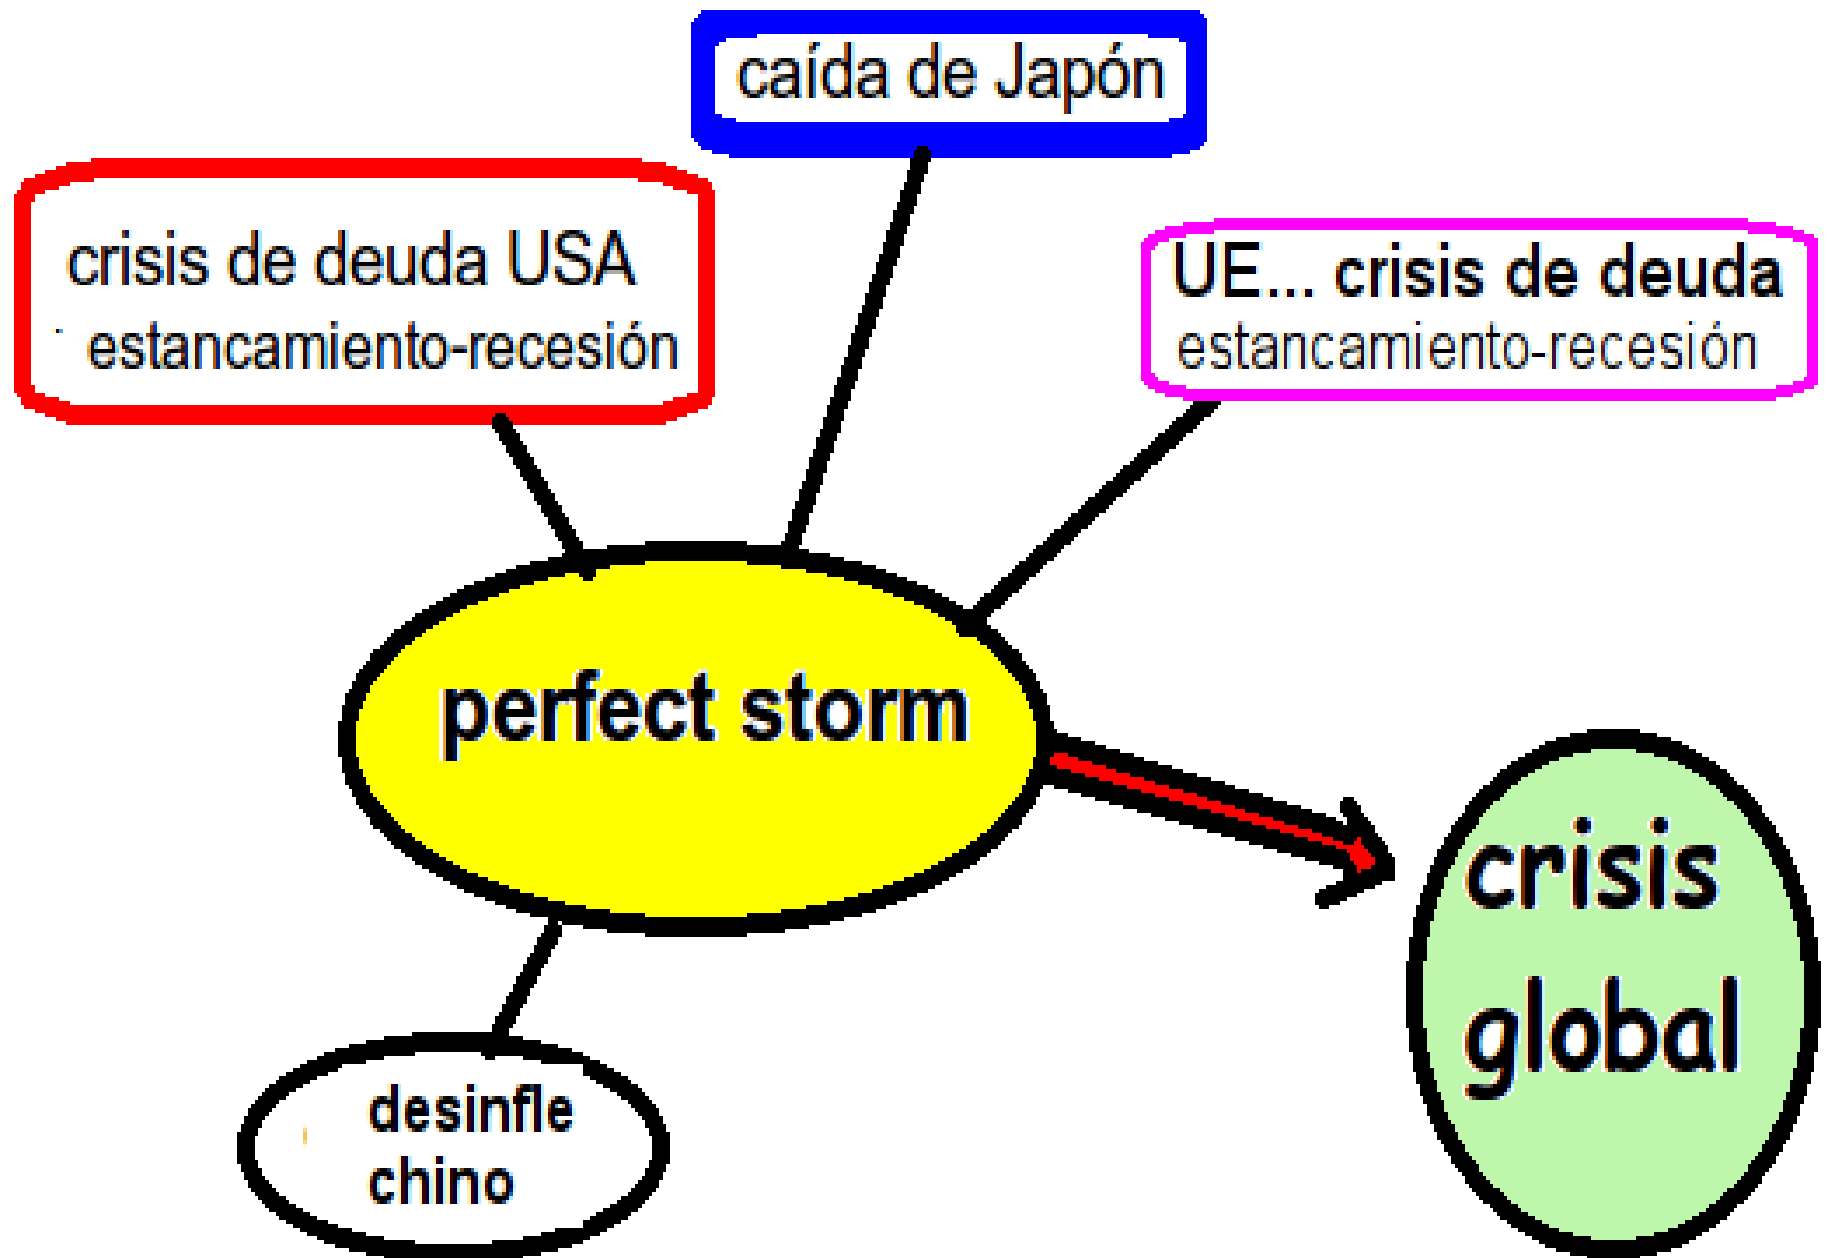 caída de Japón
crisis de deuda USA
estancamiento-recesión
UE... crisis de deuda
estancamiento-recesión
perfect storm
crisis
global
desinfle
chino